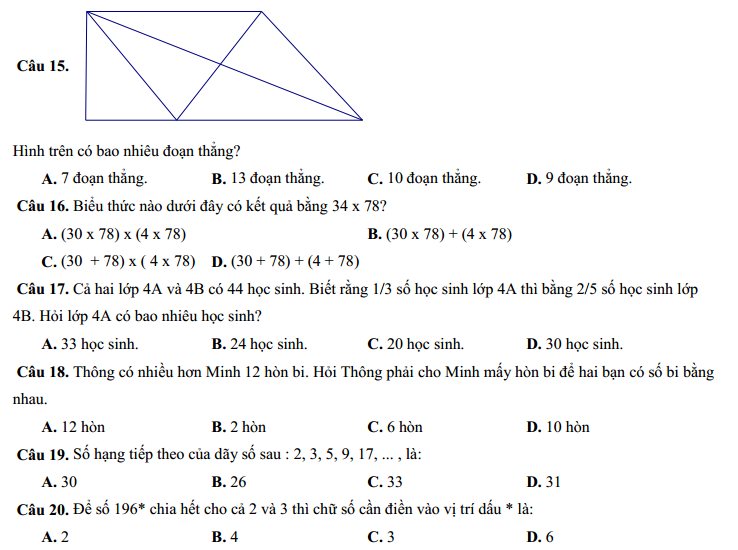 Câu 15.
Hình trên có bao nhiêu đoạn thẳng?
A. 7 đoạn thẳng. B. 13 đoạn thẳng. C. 10 đoạn thẳng. D. 9 đoạn thẳng.
Câu 16. Biểu thức nào dưới đây có kết quả bằng 34 x 78?
A. (30 x 78) x (4 x 78) B. (30 x 78) + (4 x 78)
C. (30 + 78) x ( 4 x 78) D. (30 + 78) + (4 + 78)
Câu 17. Cả hai lớp 4A và 4B có 44 học sinh. Biết rằng 1/3 số học sinh lớp 4A thì bằng 2/5 số học sinh lớp
4B. Hỏi lớp 4A có bao nhiêu học sinh?
A. 33 học sinh. B. 24 học sinh. C. 20 học sinh. D. 30 học sinh.
Câu 18. Thông có nhiều hơn Minh 12 hòn bi. Hỏi Thông phải cho Minh mấy hòn bi để hai bạn có số bi bằng
nhau.
A. 12 hòn B. 2 hòn C. 6 hòn D. 10 hòn
Câu 19. Số hạng tiếp theo của dãy số sau : 2, 3, 5, 9, 17, ... , là:
A. 30 B. 26 C. 33 D. 31
Câu 20. Để số 196* chia hết cho cả 2 và 3 thì chữ số cần điền vào vị trí dấu * là:
A. 2 B. 4 C. 3 D. 6